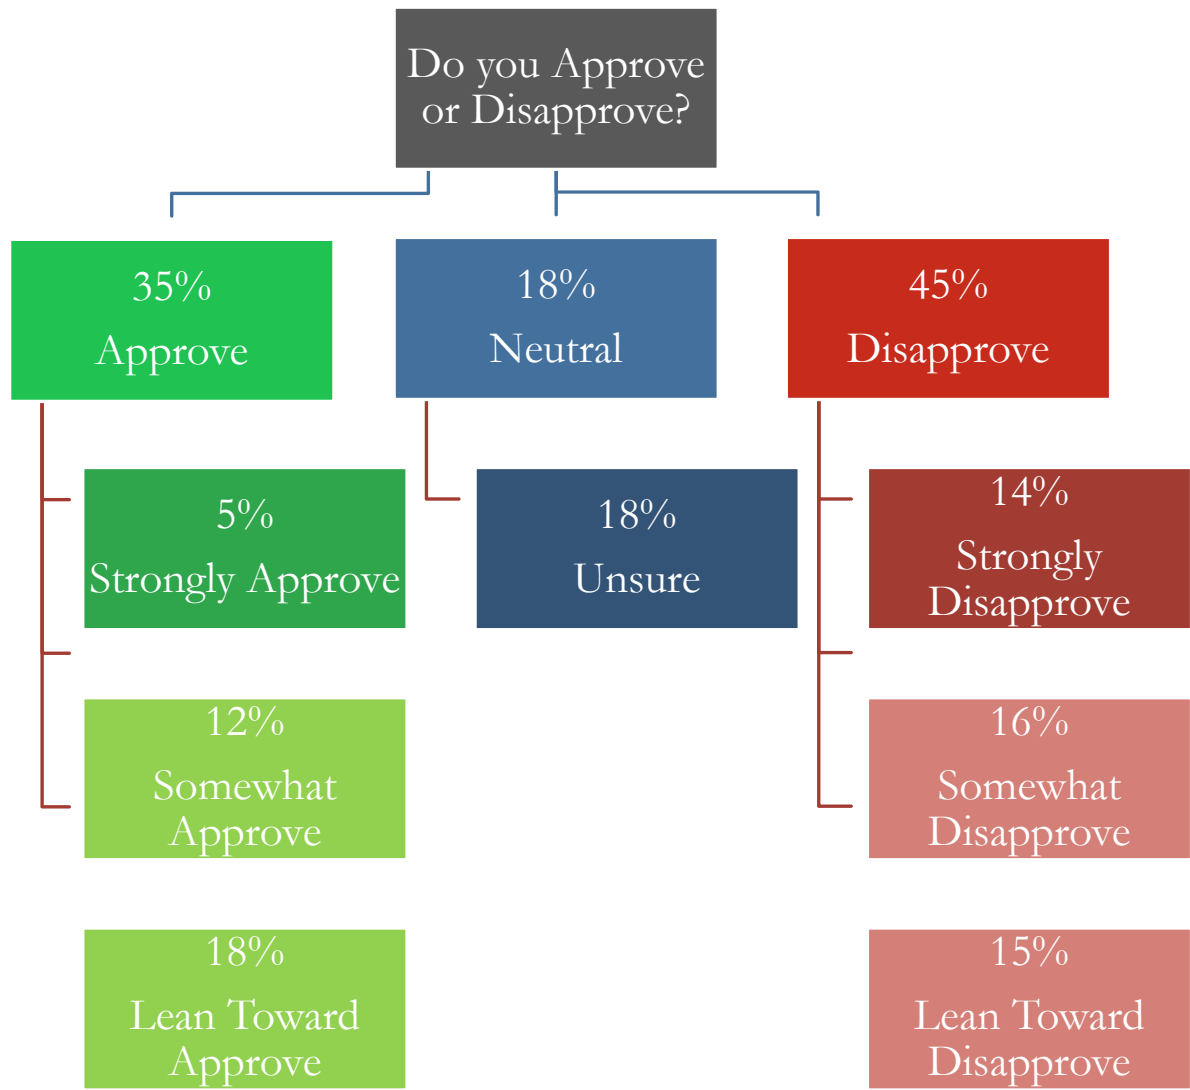 Do you Approve
or Disapprove?
35%
Approve
18%
Neutral
45%
Disapprove
5%
Strongly Approve
18%
Unsure
14%
Strongly
Disapprove
12%
Somewhat
Approve
16%
Somewhat
Disapprove
18%
Lean Toward
Approve
15%
Lean Toward
Disapprove